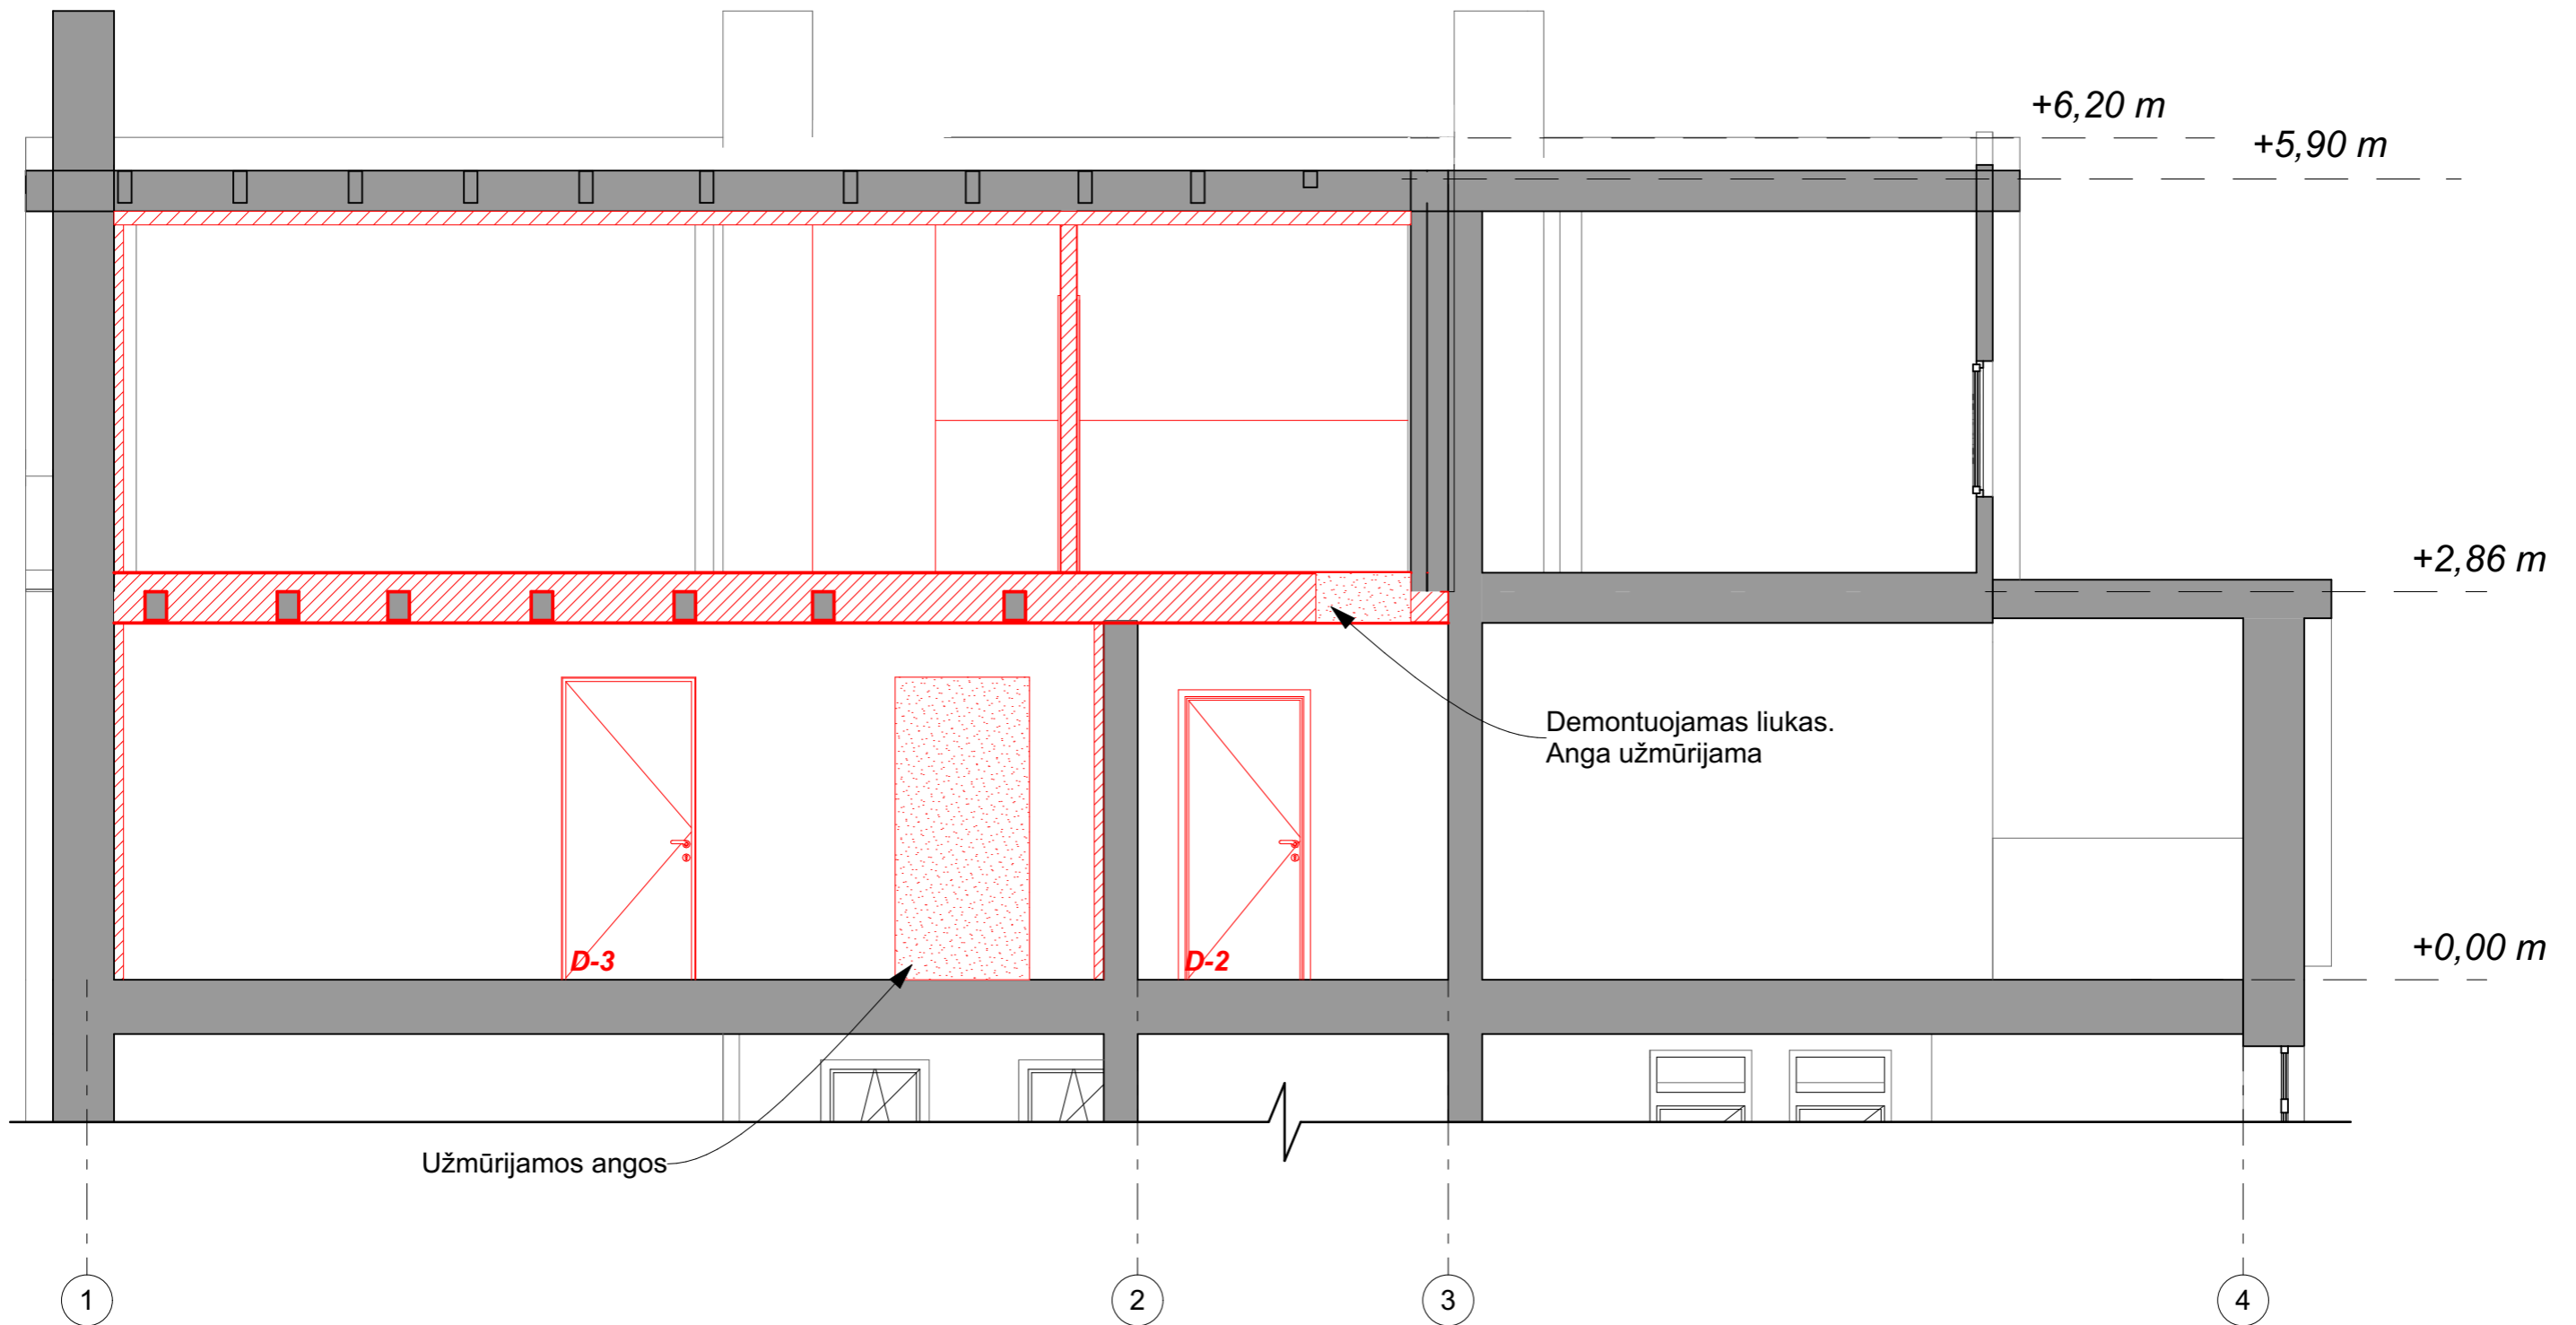 +6,20 m
+5,90 m
+2,86 m
Demontuojamas liukas.
Anga užmūrijama
D-3
D-2
+0,00 m
Užmūrijamos angos
1
2
3
4